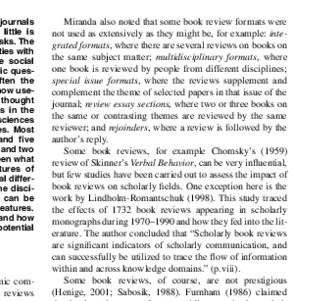 journals
little is
sks. The
ties with
e social
ic ques-
ften the
now use-
thought
s in the
sciences
es. Most
and five
and two
en what
tures of
al differ-
he disci-
can be
eatures.
and how
potential
nic com-
reviews
Miranda also noted that some book review formats were
not used as extensively as they might be, for example: inte-
grated formats, where there are several reviews on books on
the same subject matter; multidisciplinary formats, where
one book is reviewed by people from different disciplines;
special issue formats, where the reviews supplement and
complement the theme of selected papers in that issue of the
journal; review essay sections, where two or three books on
the same or contrasting themes are reviewed by the same
reviewer; and rejoinders, where a review is followed by the
author's reply.
Some book reviews, for example Chomsky's (1959)
review of Skinner's Verbal Behavior, can be very influential,
but few studies have been carried out to assess the impact of
book reviews on scholarly fields. One exception here is the
work by Lindholm-Romantschuk (1998). This study traced
the effects of 1732 book reviews appearing in scholarly
monographs during 1970–1990 and how they fed into the lit-
erature. The author concluded that "Scholarly book reviews
are significant indicators of scholarly communication, and
can successfully be utilized to trace the flow of information
within and across knowledge domains." (p.viii).
Some book reviews, of course, are not prestigious
(Henige, 2001; Sabosik, 1988). Furnham (1986) claimed